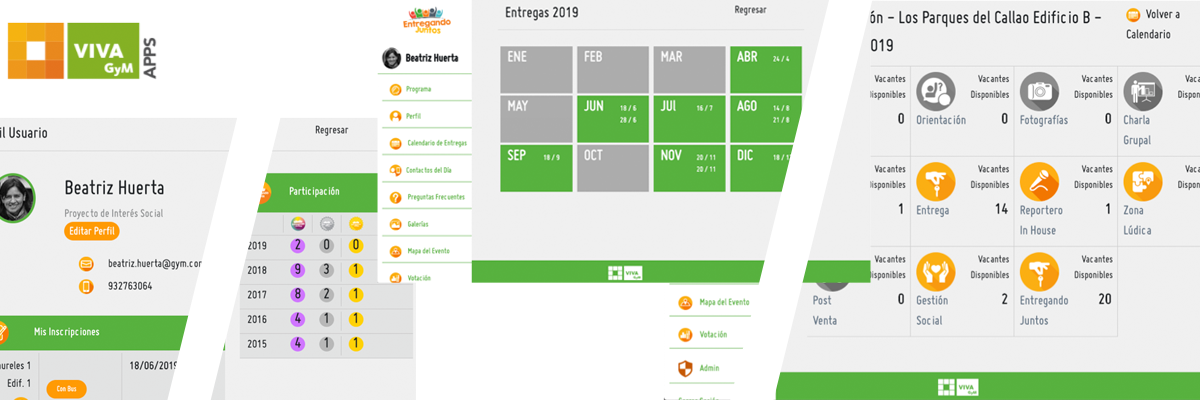 VIVA
GyM
APPS
il Usuario
Beatriz Huerta
Proyecto de Interés Social
Editar Perfil
beatriz.huerta@gym.cor
932763064
Mis Inscripciones
aureles 1
Edif. 1
Con Bus
18/06/2019
Regresar
Participación
2019 2 0 0
2018 9 3 1
2017 8 2 1
2016 4 1 1
2015 4 1 1
Entregando
Juntos
Beatriz Huerta
Programa
Perfil
Calendario de Entregas
Contactos del Día
Preguntas Frecuentes
Galerías
Mapa del Evento
Votación
Entregas 2019
Regresar
ENE FEB MAR ABR 24 / 4
MAY JUN 18 / 6 JUL 16 / 7 AGO 14 / 8
28 / 6 21 / 8
SEP 18 / 9 OCT NOV 20 / 11 DIC 18 / 1
20 / 11
VIVA
GyM
Mapa del Evento
Votación
Admin
ón - Los Parques del Callao Edificio B -
019
Volver a
Calendario
Vacantes Vacantes Vacantes Vaca
Disponibles Disponibles Disponibles Disponi
0 Orientación 0 Fotografías 0 Charla
Grupal
Vacantes Vacantes Vacantes Vaca
Disponibles Disponibles Disponibles Disponi
1 Entrega 14 Reportero 1 Zona
In House Lúdica
Vacantes Vacantes Vacantes
Disponibles Disponibles Disponibles
Post 0 Gestión 2 Entregando 20
Venta Social Juntos
VIVA
GyM